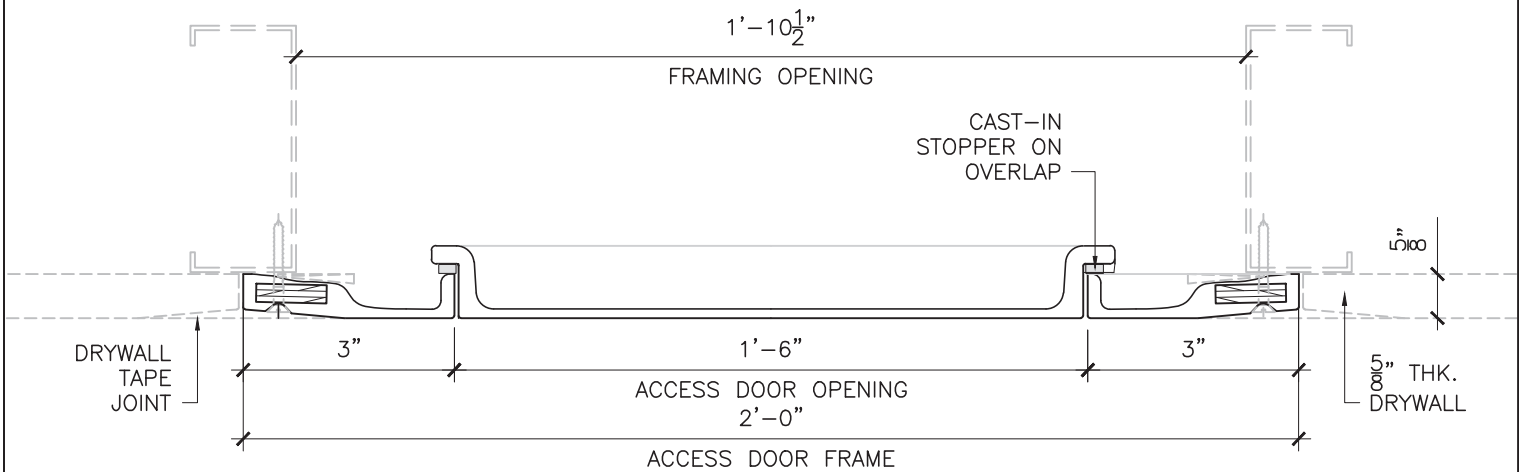 1'-10½"
FRAMING OPENING
CAST-IN
STOPPER ON
OVERLAP
⅝"
DRYWALL
TAPE
JOINT
3"
1'-6"
3"
ACCESS DOOR OPENING
⅝" THK.
DRYWALL
2'-0"
ACCESS DOOR FRAME